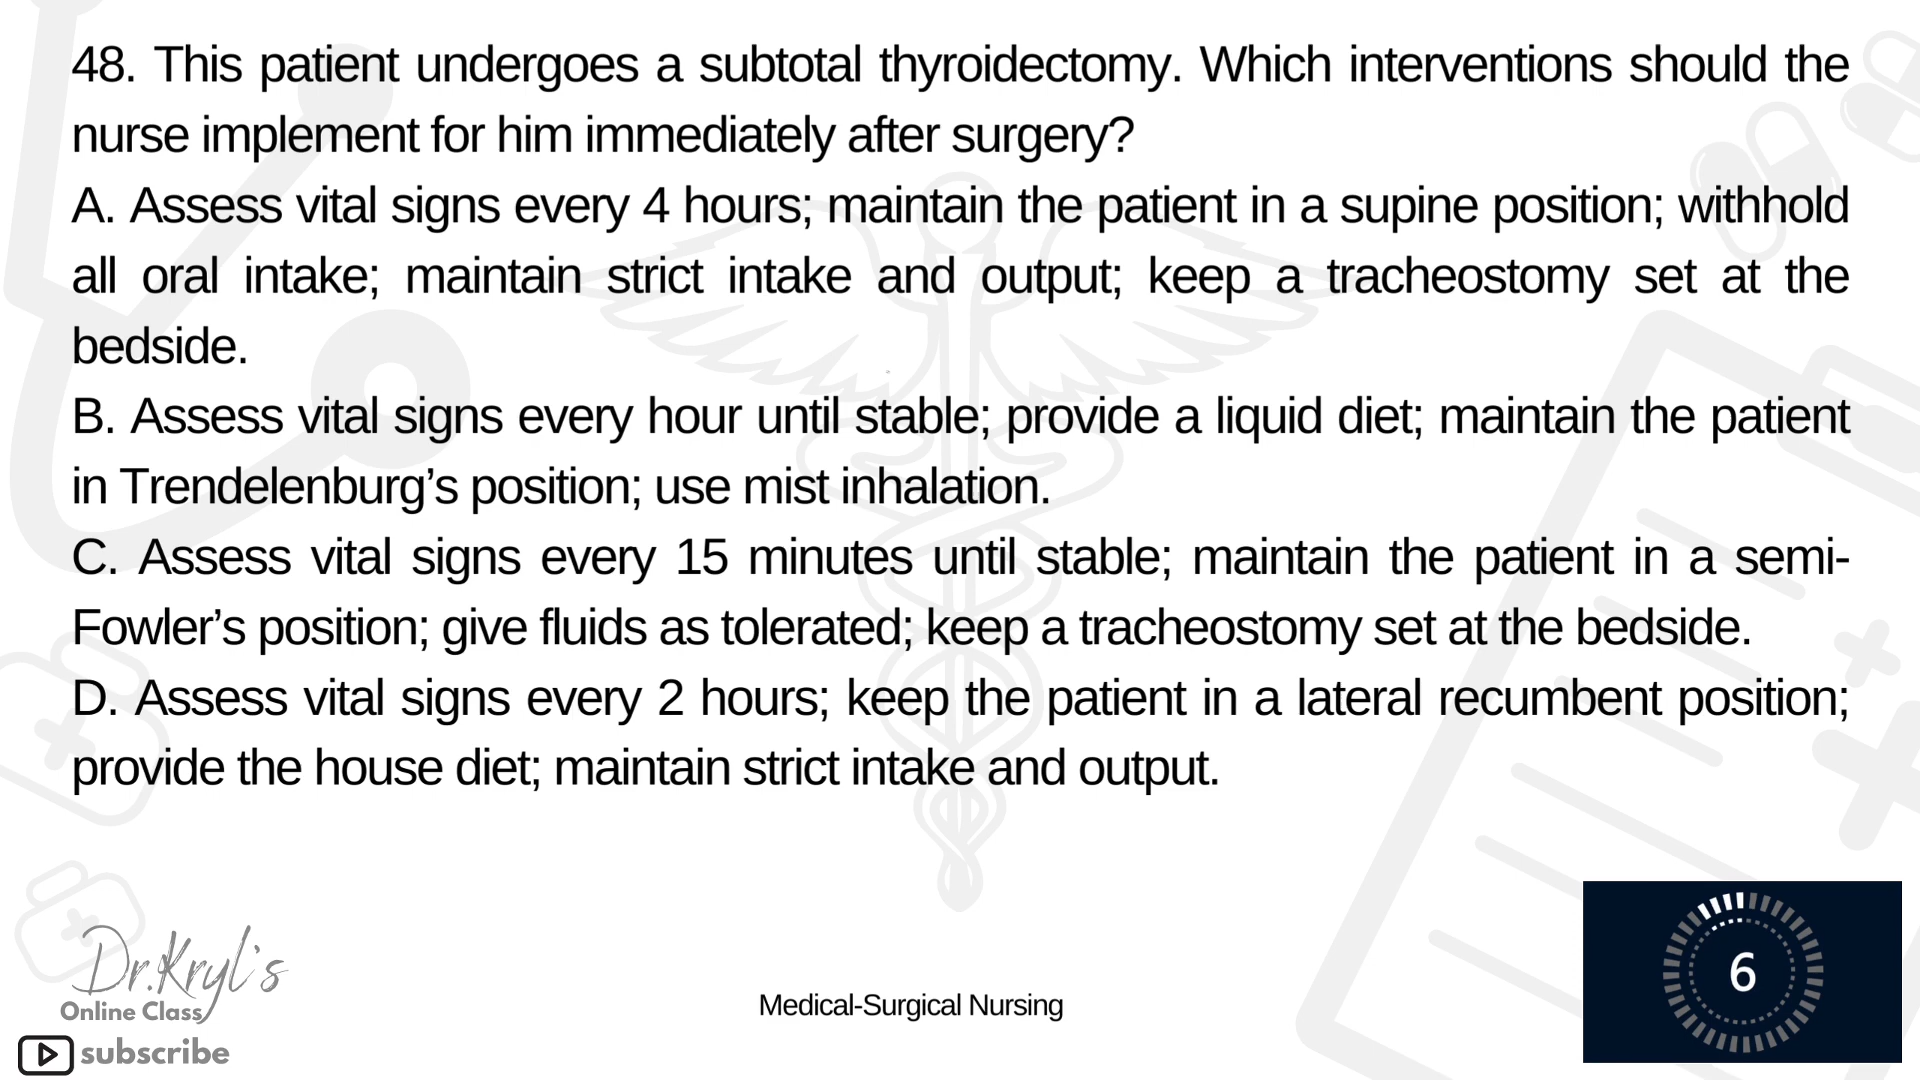 48. This patient undergoes a subtotal thyroidectomy. Which interventions should the
nurse implement for him immediately after surgery?
A. Assess vital signs every 4 hours; maintain the patient in a supine position; withhold
all oral intake; maintain strict intake and output; keep a tracheostomy set at the
bedside.
B. Assess vital signs every hour until stable; provide a liquid diet; maintain the patient
in Trendelenburg’s position; use mist inhalation.
C. Assess vital signs every 15 minutes until stable; maintain the patient in a semi-
Fowler’s position; give fluids as tolerated; keep a tracheostomy set at the bedside.
D. Assess vital signs every 2 hours; keep the patient in a lateral recumbent position;
provide the house diet; maintain strict intake and output.
Dr.Kryl's
Online Class
subscribe
Medical-Surgical Nursing
6